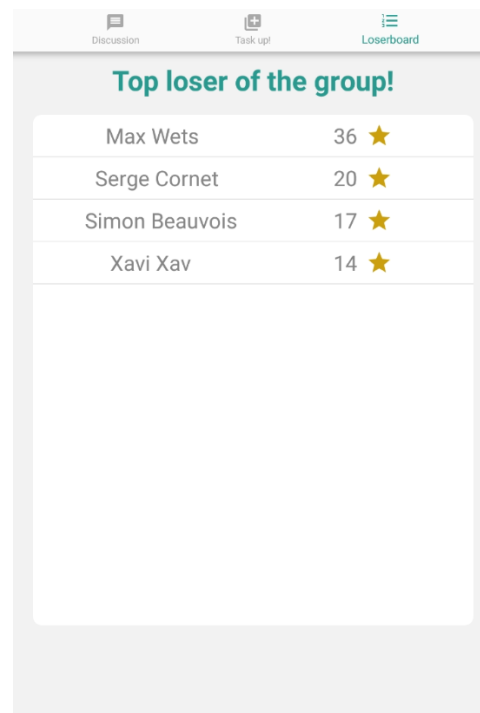 Discussion Task up! Loserboard
Top loser of the group!
Max Wets 36
Serge Cornet 20
Simon Beauvois 17
Xavi Xav 14